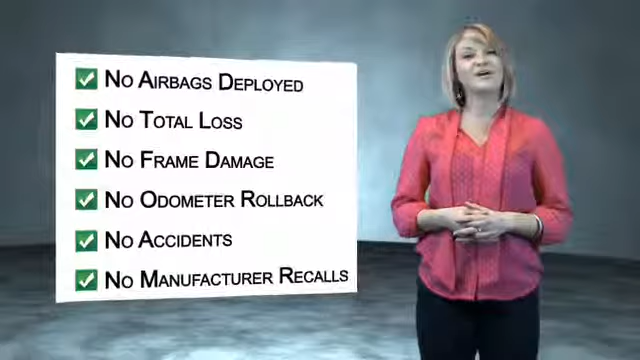 No Airbags Deployed
No Total Loss
No Frame Damage
No Odometer Rollback
No Accidents
No Manufacturer Recalls